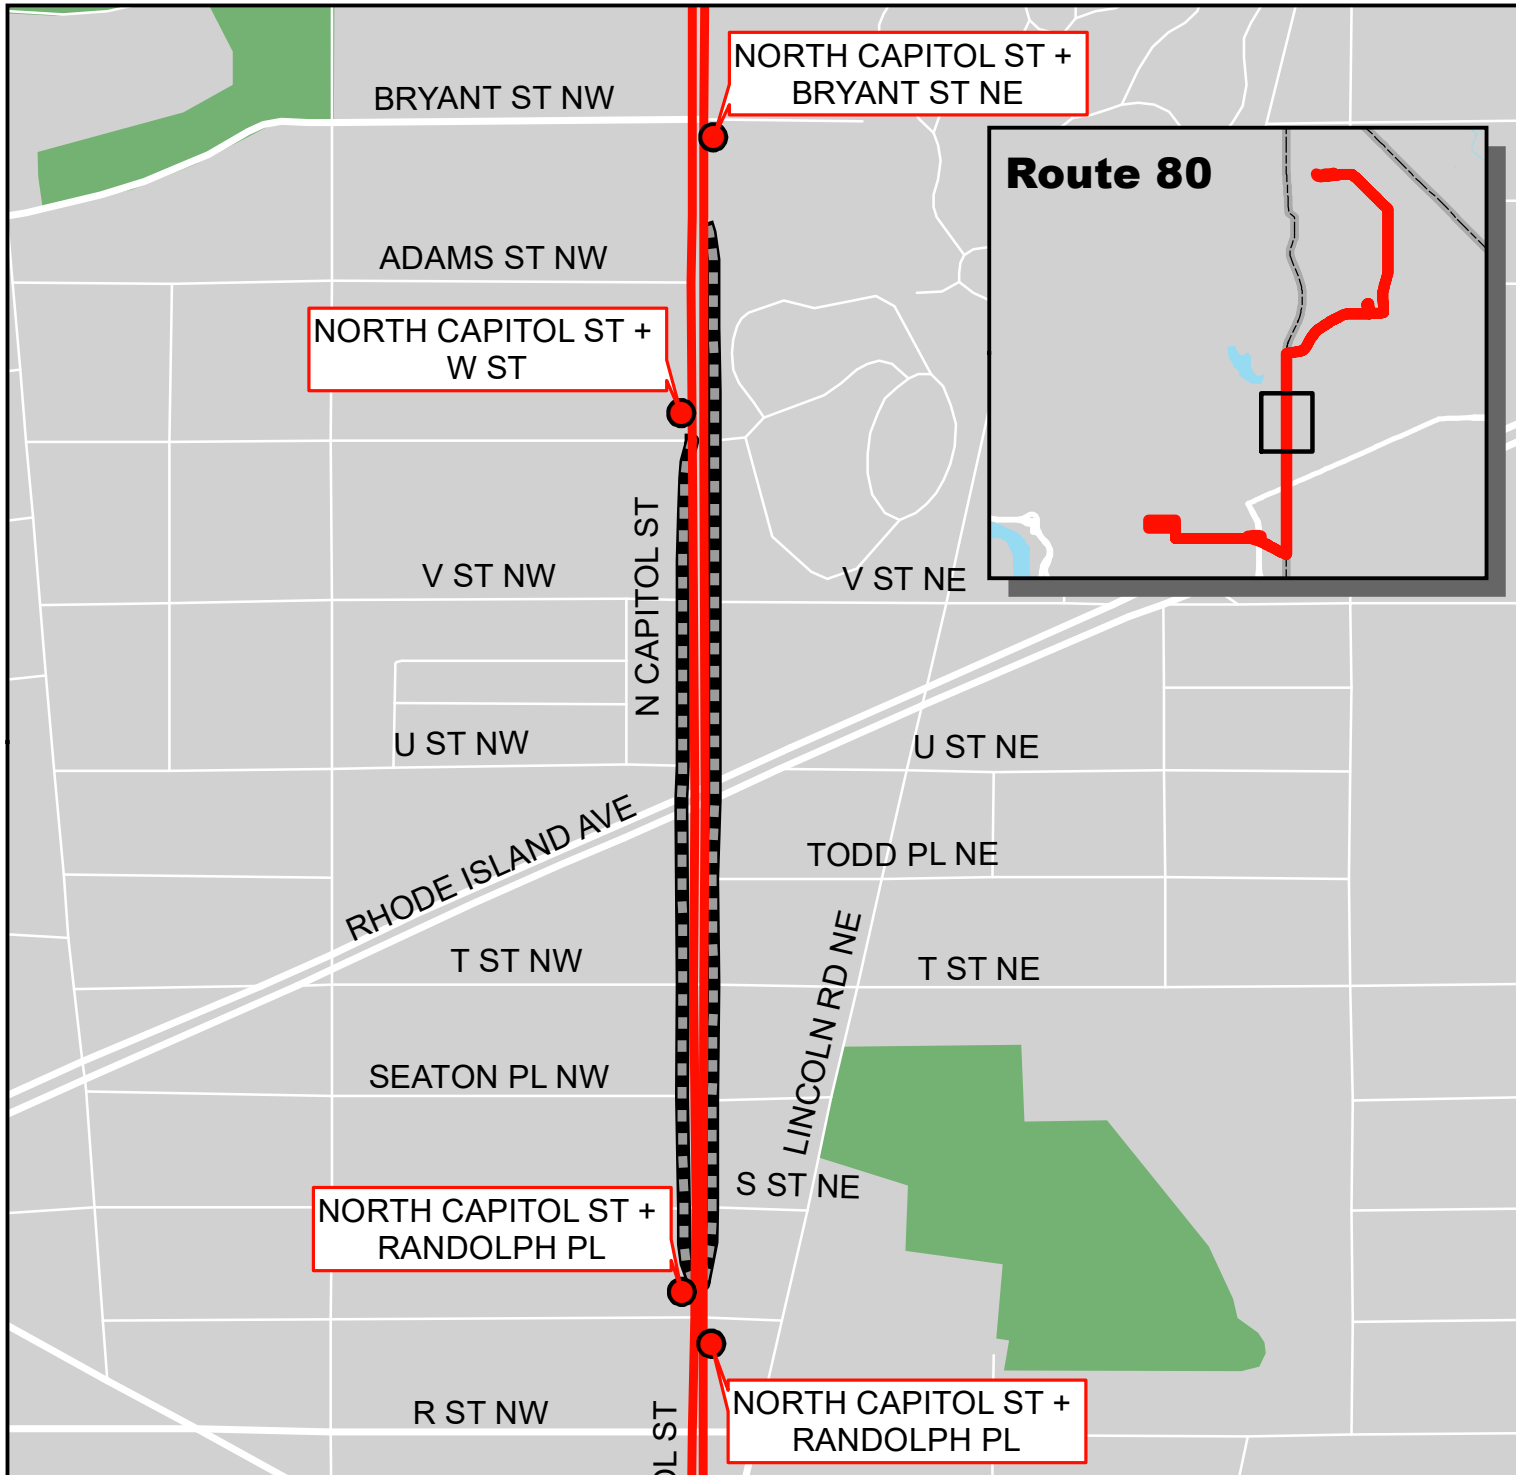 NORTH CAPITOL ST +
BRYANT ST NE
BRYANT ST NW
Route 80
ADAMS ST NW
NORTH CAPITOL ST +
W ST
N CAPITOL ST
V ST NW
V ST NE
U ST NW
U ST NE
RHODE ISLAND AVE
TODD PL NE
LINCOLN RD NE
T ST NW
T ST NE
SEATON PL NW
S ST NE
NORTH CAPITOL ST +
RANDOLPH PL
NORTH CAPITOL ST +
RANDOLPH PL
R ST NW
OL ST